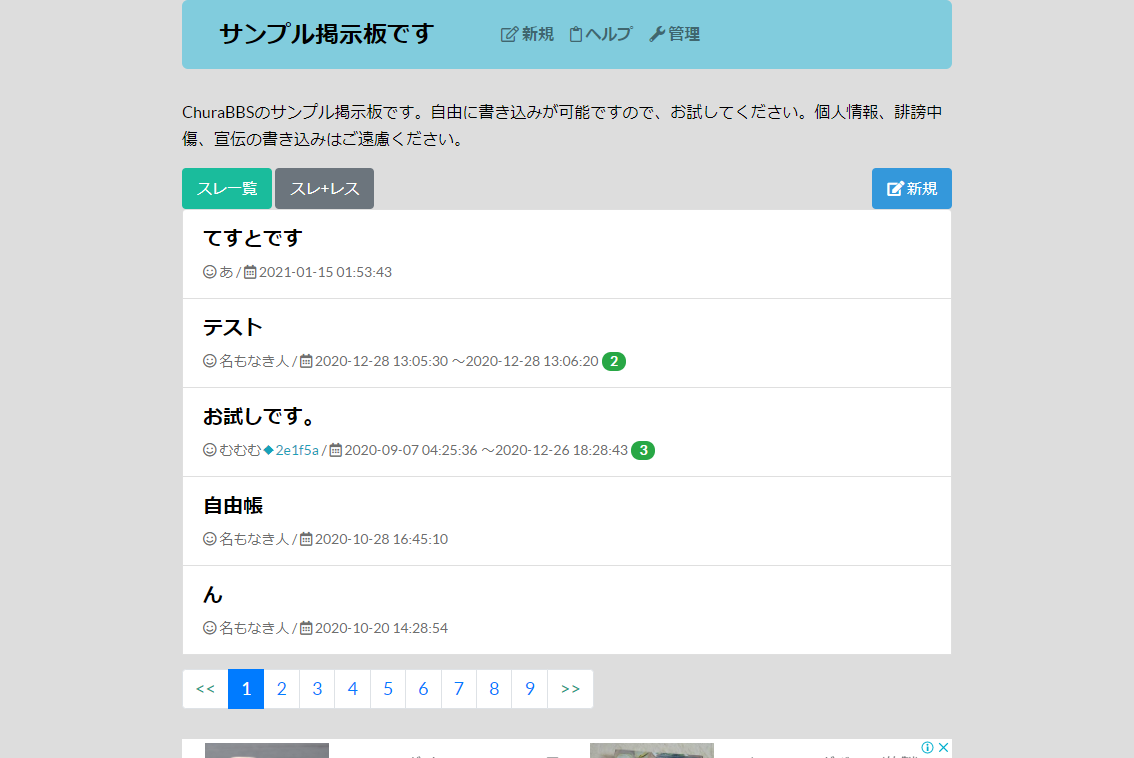 サンプル掲示板です 新規 ヘルプ 管理
ChuraBBSのサンプル掲示板です。自由に書き込みが可能ですので、お試してください。個人情報、誹謗中
傷、宣伝の書き込みはご遠慮ください。
スレ一覧 スレ+レス 新規
てすとです
あ / 2021-01-15 01:53:43
テスト
名もなき人 / 2020-12-28 13:05:30 ～2020-12-28 13:06:20 2
お試しです。
むむむ◆2e1f5a / 2020-09-07 04:25:36 ～2020-12-26 18:28:43 3
自由帳
名もなき人 / 2020-10-28 16:45:10
ん
名もなき人 / 2020-10-20 14:28:54
<< 1 2 3 4 5 6 7 8 9 >>